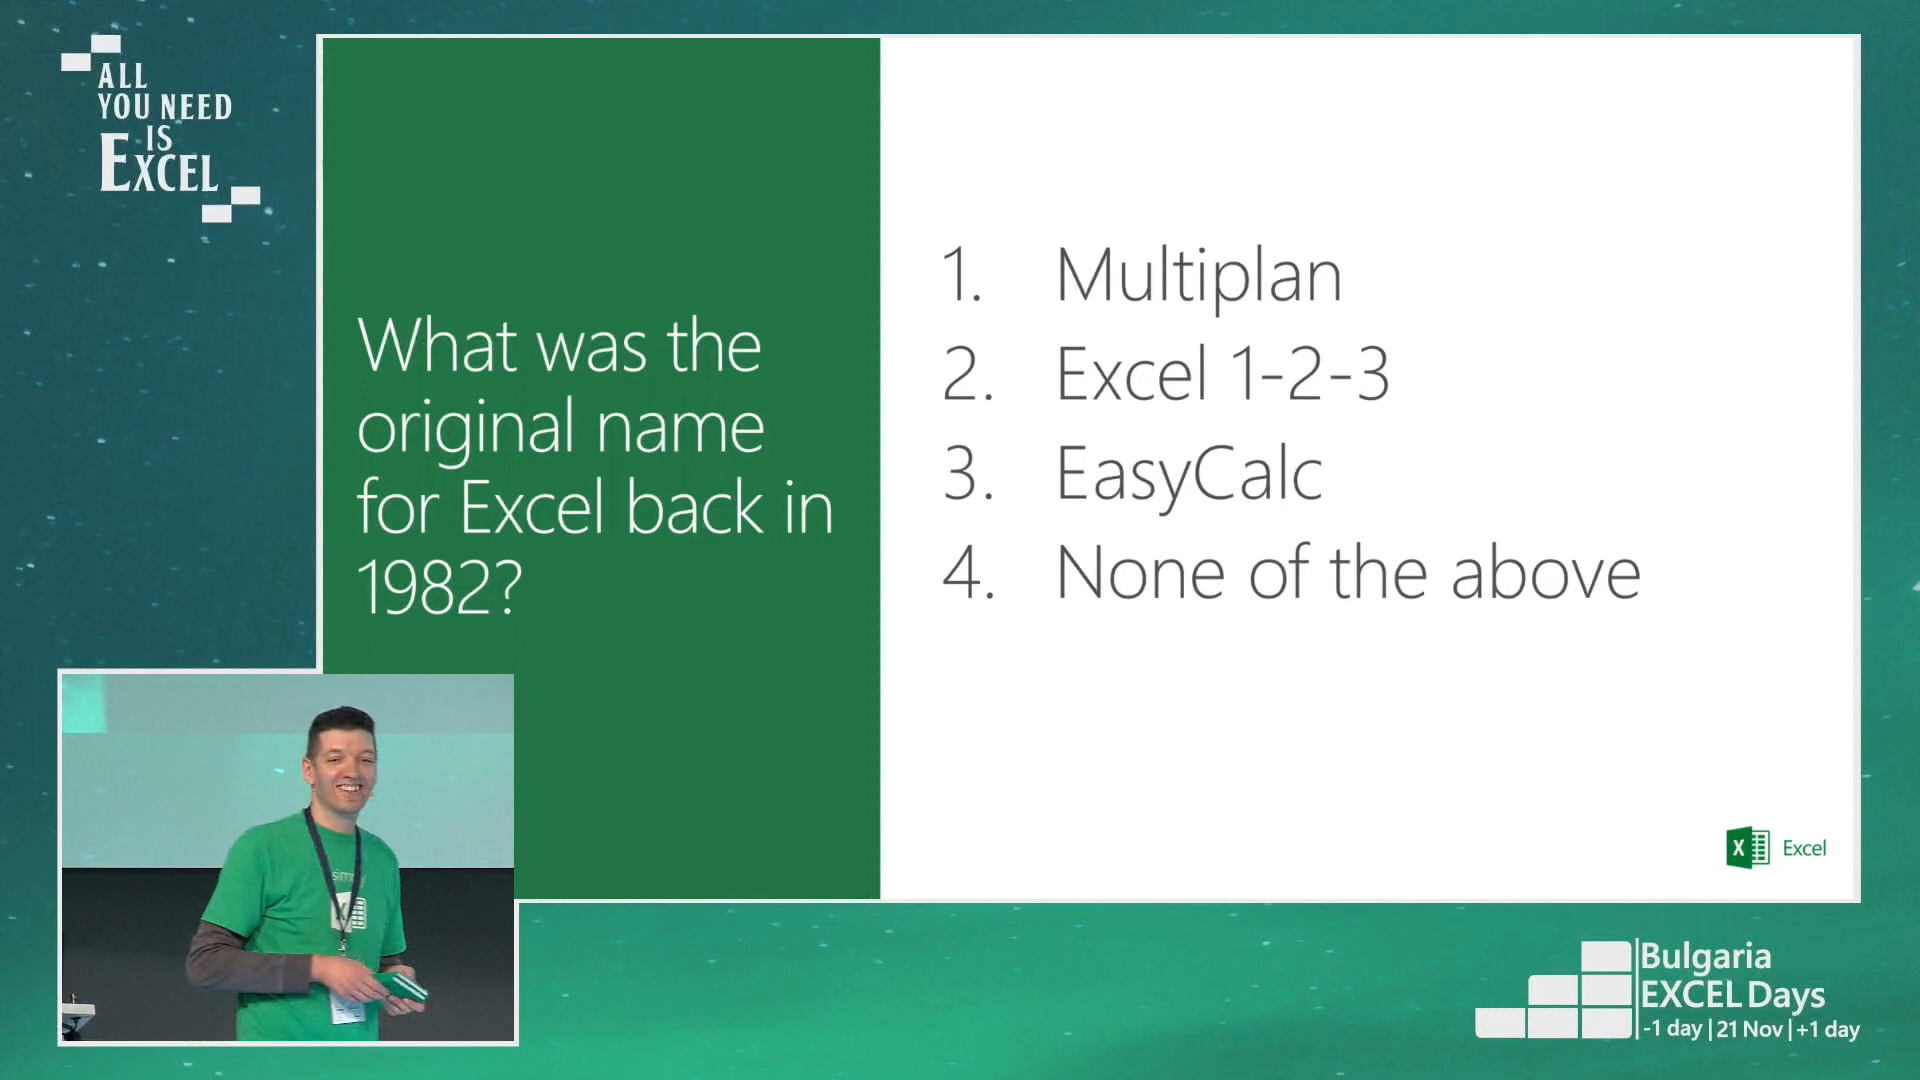 ALL
YOU NEED
IS
EXCEL
What was the
original name
for Excel back in
1982?
1. Multiplan
2. Excel 1-2-3
3. EasyCalc
4. None of the above
X Excel
Bulgaria
EXCEL Days
-1 day | 21 Nov | +1 day